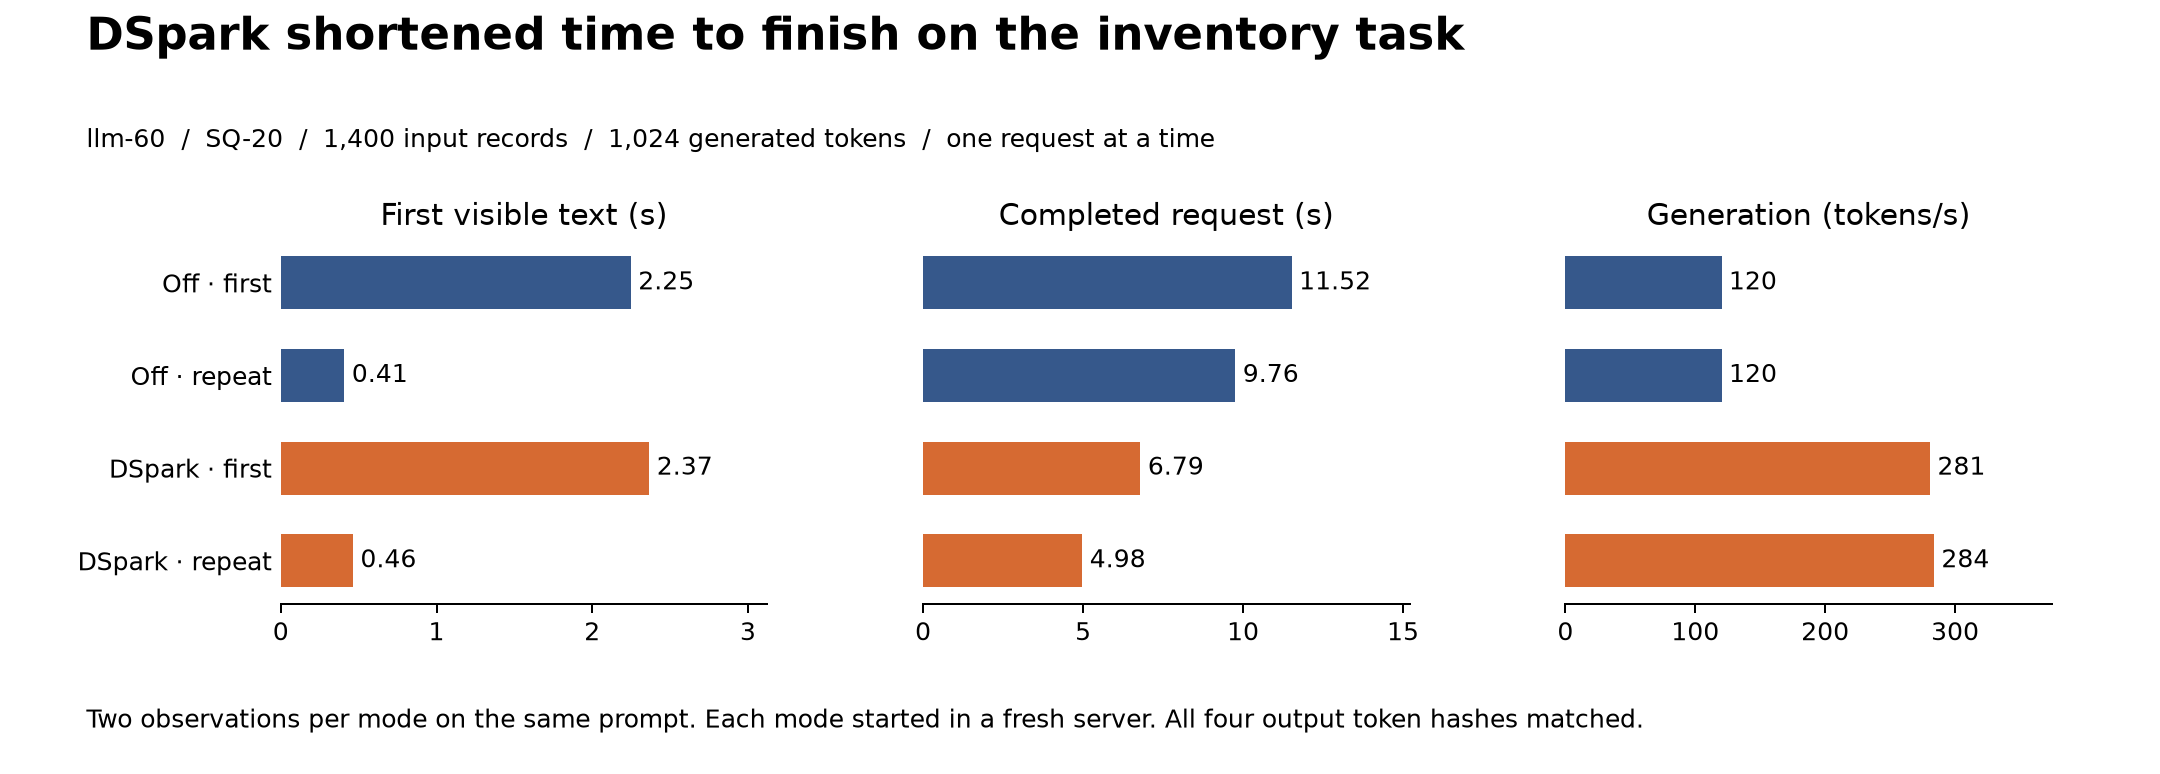 DSpark shortened time to finish on the inventory task
llm-60 / SQ-20 / 1,400 input records / 1,024 generated tokens / one request at a time
First visible text (s)
Completed request (s)
Generation (tokens/s)
Off · first 2.25 11.52 120
Off · repeat 0.41 9.76 120
DSpark · first 2.37 6.79 281
DSpark · repeat 0.46 4.98 284
0 1 2 3 0 5 10 15 0 100 200 300
Two observations per mode on the same prompt. Each mode started in a fresh server. All four output token hashes matched.